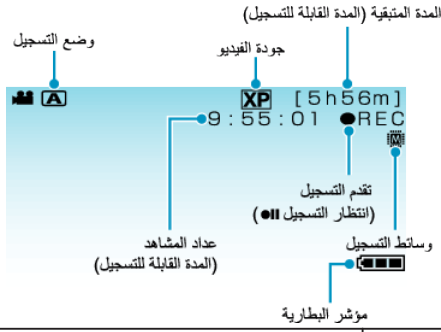 المدة المتبقية (المدة القابلة للتسجيل)
وضع التسجيل
جودة الفيديو
A XP [5h56m]
9:55:01 ●REC
M
تقدم التسجيل
(انتظار التسجيل ●II)
عداد المشاهد
(المدة القابلة للتسجيل)
وسائط التسجيل
مؤشر البطارية